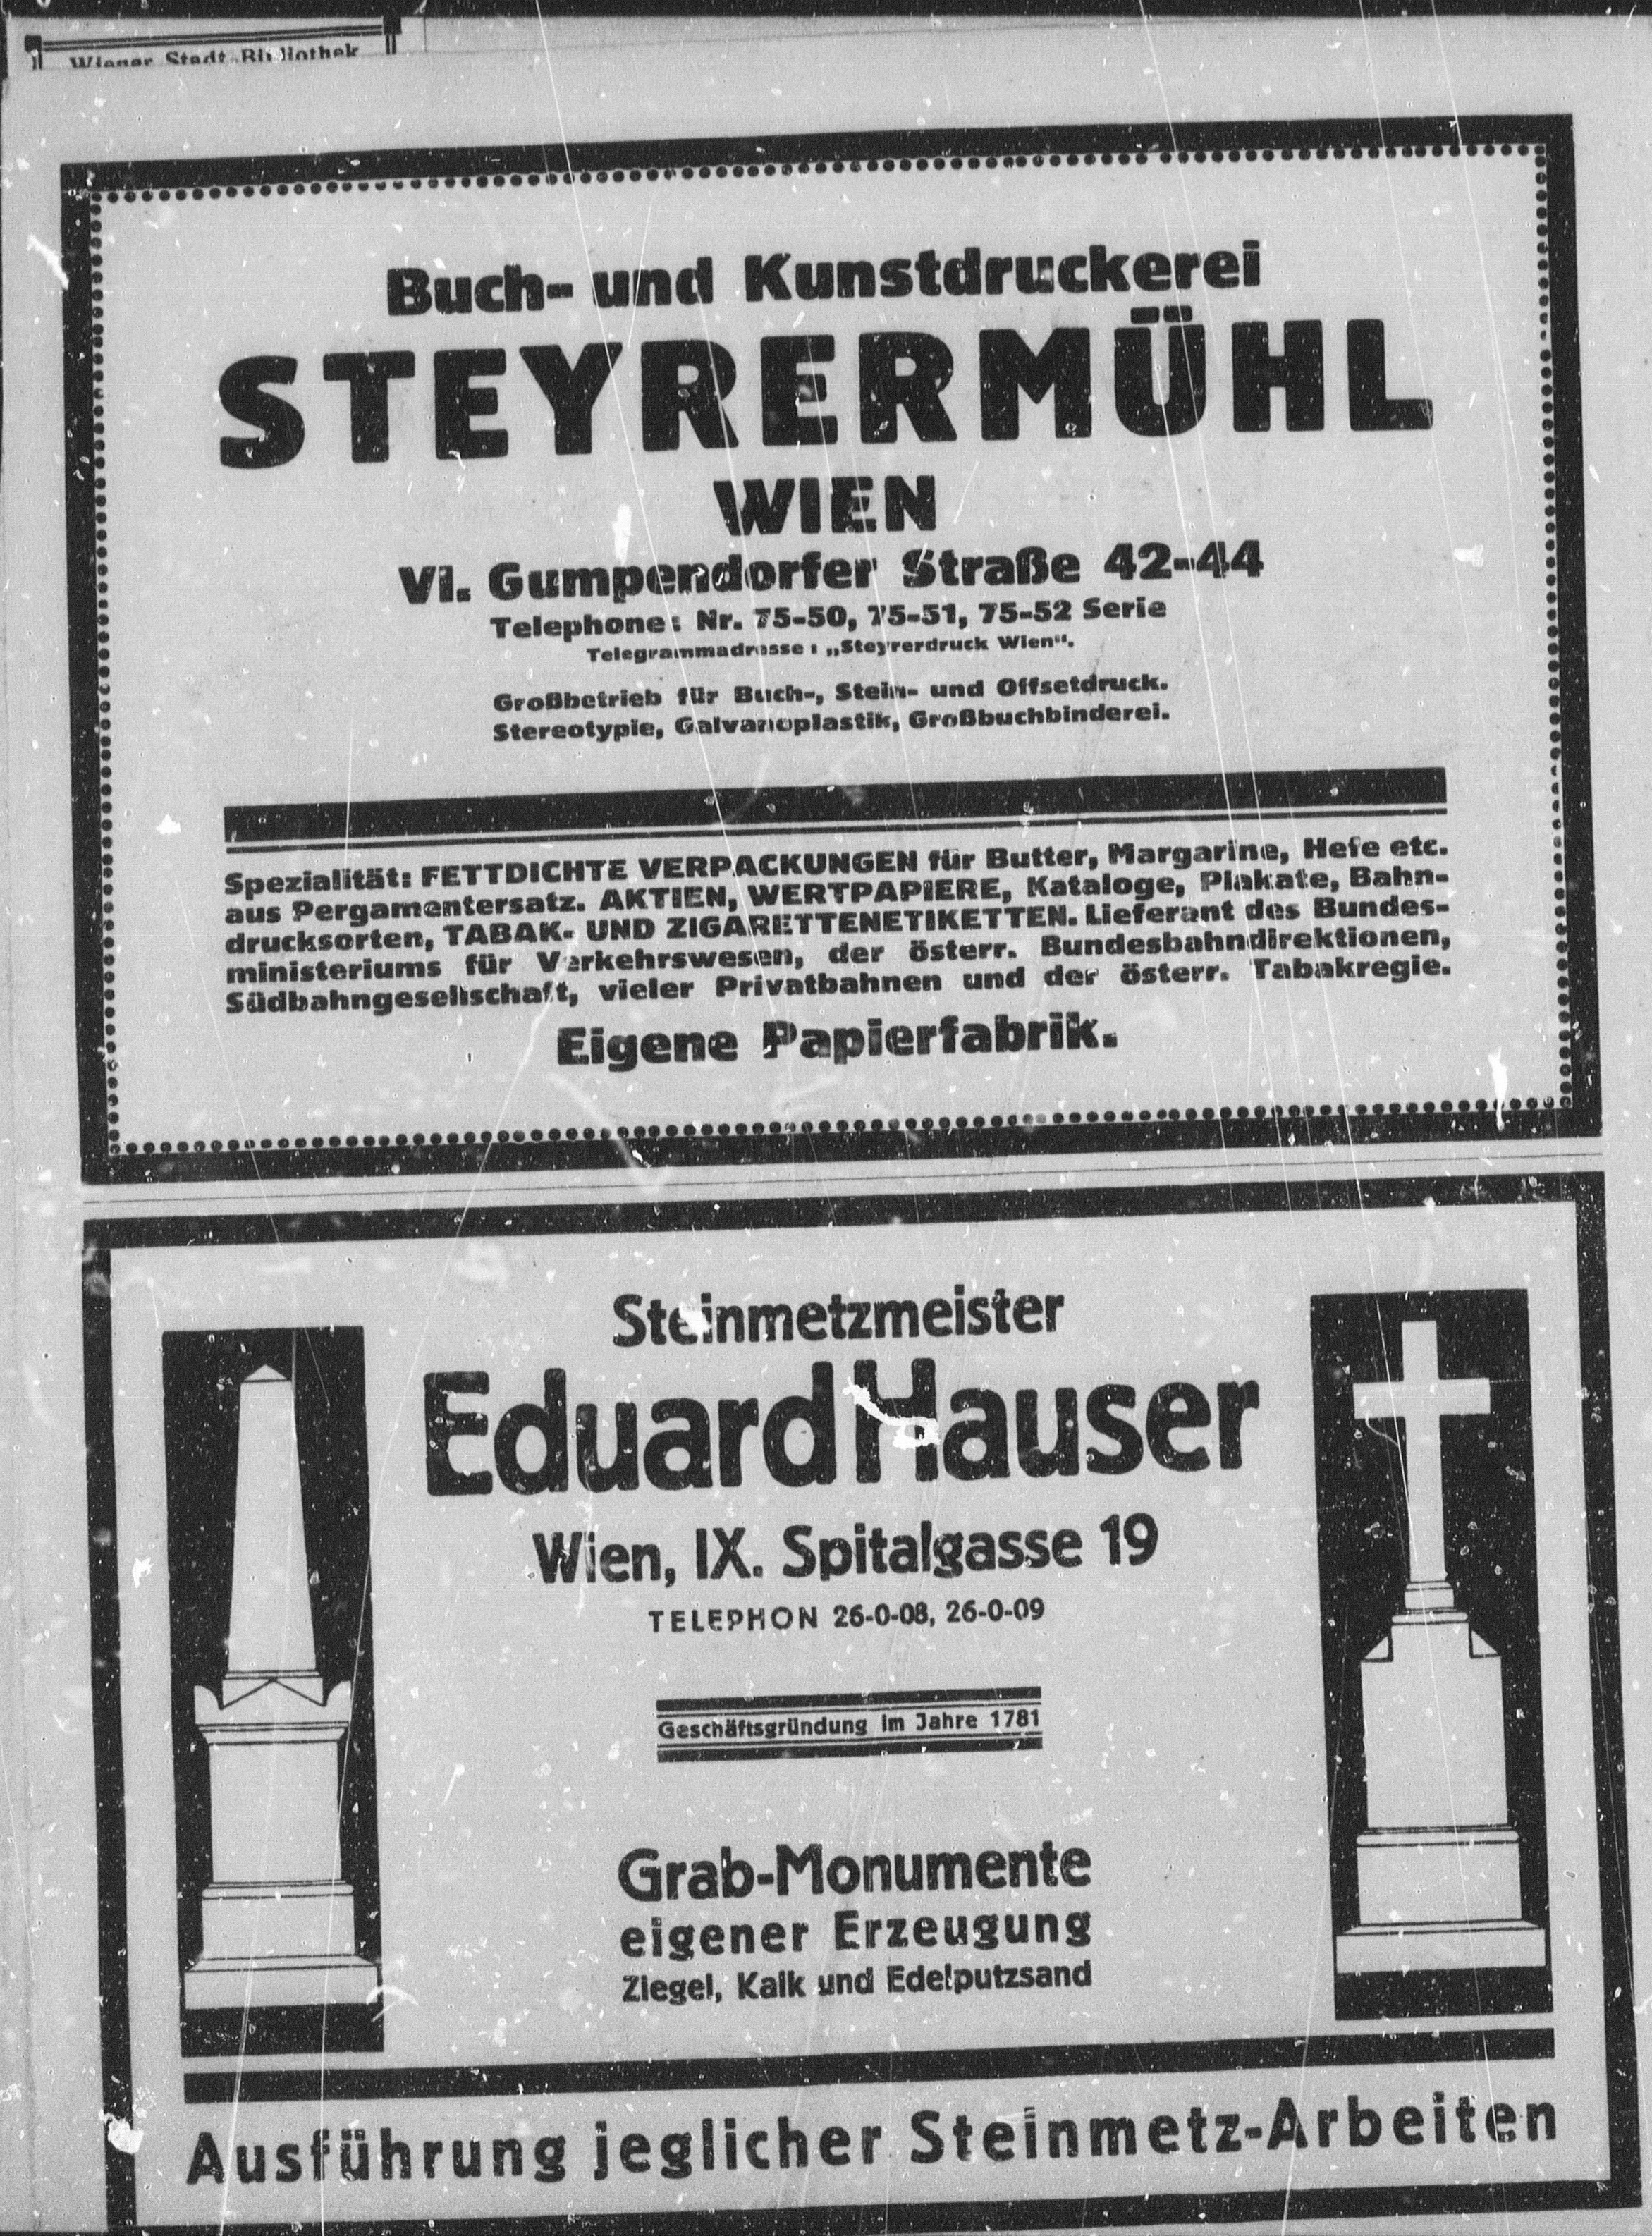 Wiener Stadt-Bibliothek
Buch- und Kunstdruckerei
STEYRERMÜHL
WIEN
VI. Gumpendorfer Straße 42-44
Telephone: Nr. 75-50, 75-51, 75-52 Serie
Telegrammadresse: „Steyrerdruck Wien“.
Großbetrieb für Buch-, Stein- und Offsetdruck.
Stereotypie, Galvanoplastik, Großbuchbinderei.
Spezialität: FETTDICHTE VERPACKUNGEN für Butter, Margarine, Hefe etc.
aus Pergamentersatz. AKTIEN, WERTPAPIERE, Kataloge, Plakate, Bahn-
drucksorten, TABAK- UND ZIGARETTENETIKETTEN. Lieferant des Bundes-
ministeriums für Verkehrswesen, der österr. Bundesbahndirektionen,
Südbahngesellschaft, vieler Privatbahnen und der österr. Tabakregie.
Eigene Papierfabrik.
Steinmetzmeister
Eduard Hauser
Wien, IX. Spitalgasse 19
TELEPHON 26-0-08, 26-0-09
Geschäftsgründung im Jahre 1781
Grab-Monumente
eigener Erzeugung
Ziegel, Kalk und Edelputzsand
Ausführung jeglicher Steinmetz-Arbeiten